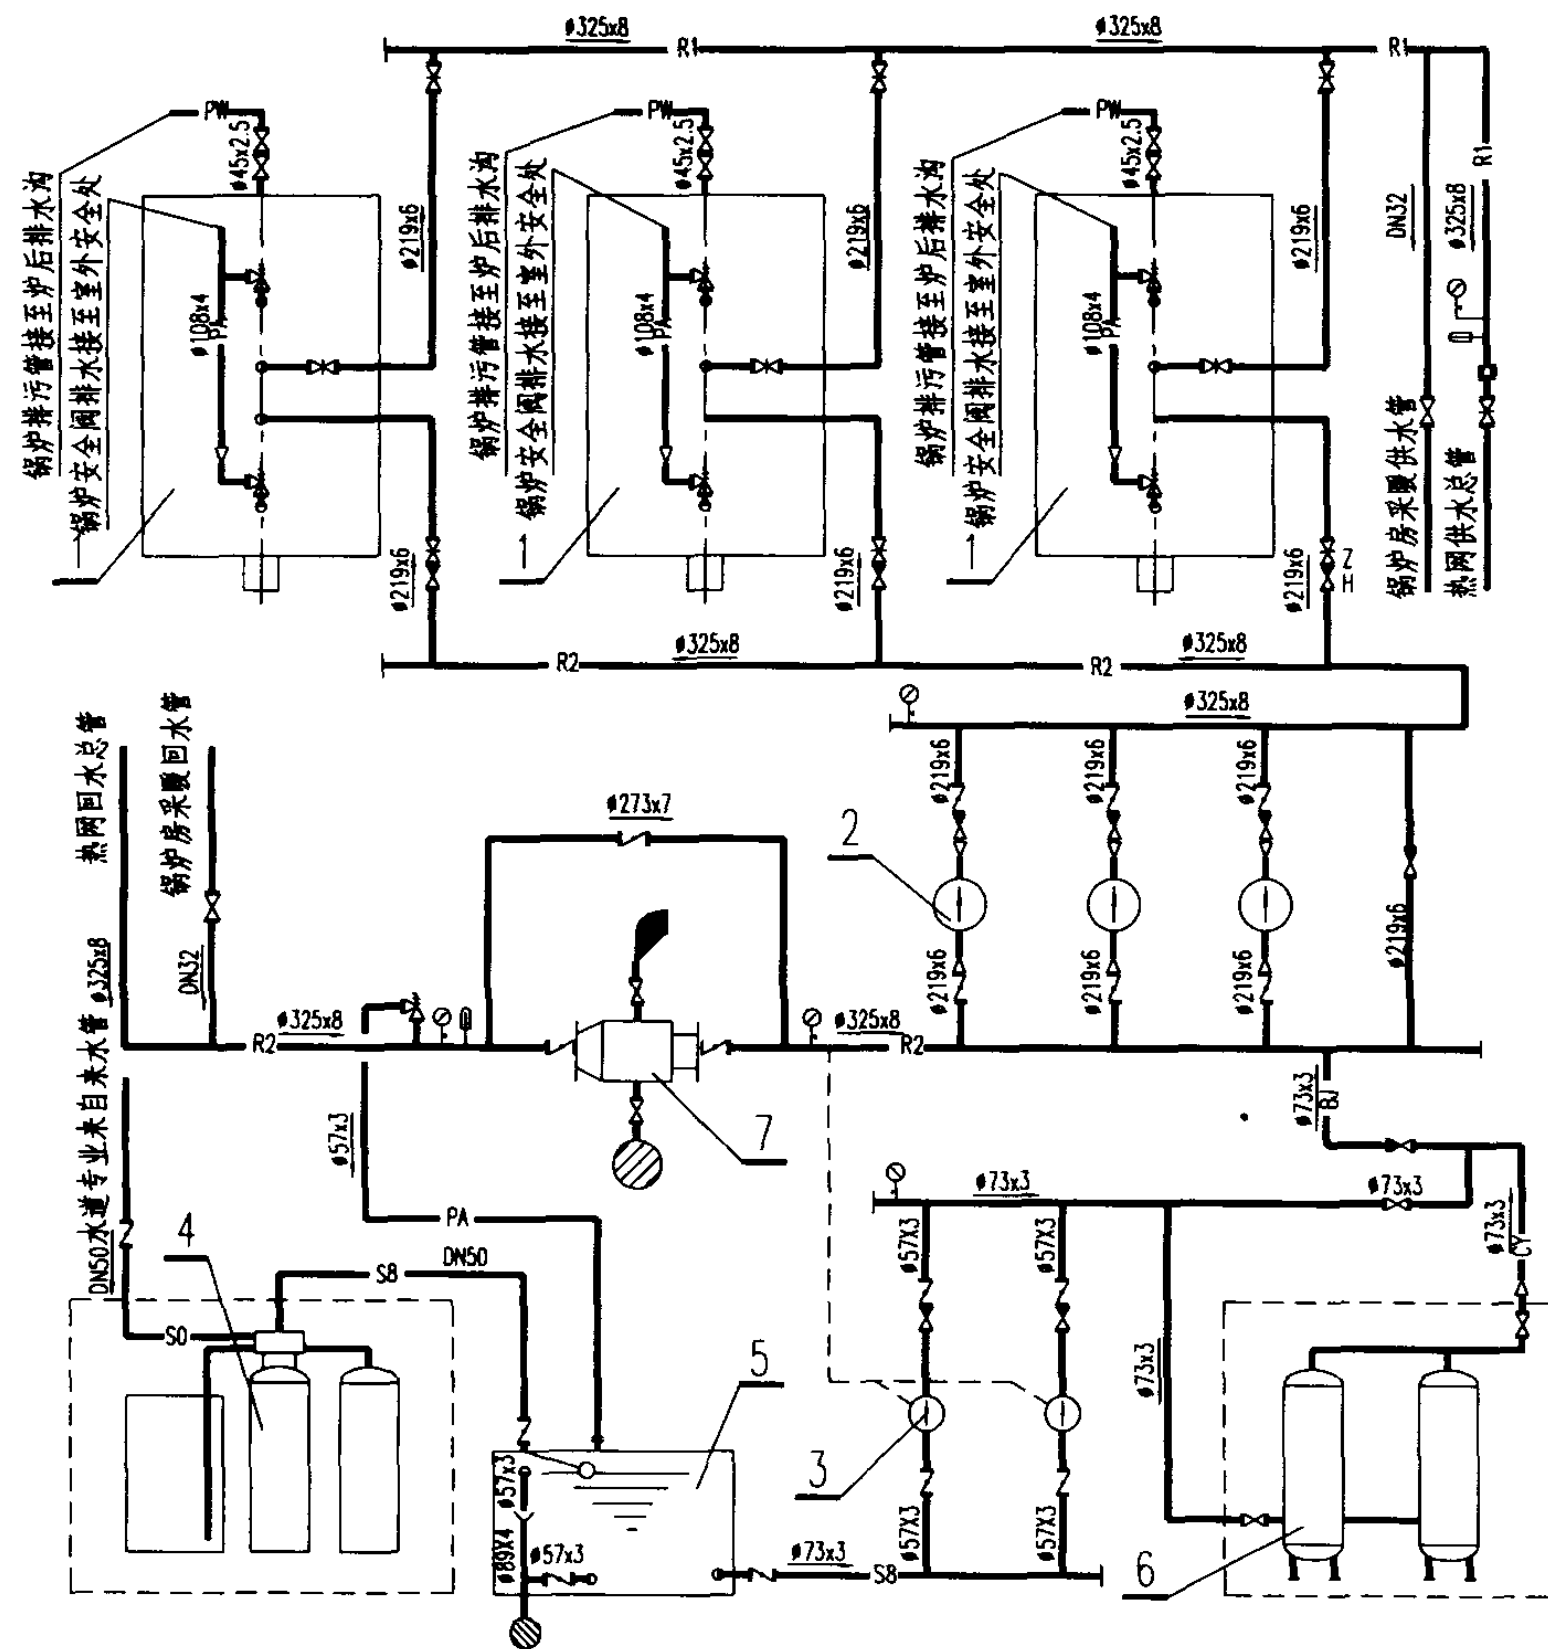 ø325x8
R1
ø325x8
R1
PW
ø45x2.5
锅炉排污管接至炉后排水沟
锅炉安全阀排水接至室外安全处
ø108x4
PA
ø219x6
1
ø219x6
PW
ø45x2.5
锅炉排污管接至炉后排水沟
锅炉安全阀排水接至室外安全处
ø108x4
PA
ø219x6
1
ø219x6
PW
ø45x2.5
锅炉排污管接至炉后排水沟
锅炉安全阀排水接至室外安全处
ø108x4
PA
ø219x6
1
ø219x6
Z
H
DN32
锅炉房采暖供水管
R1
ø325x8
热网供水总管
R2
ø325x8
R2
ø325x8
ø325x8
热网回水总管
ø325x8
锅炉房采暖回水管
DN32
R2
ø325x8
ø273x7
7
ø325x8
R2
2
ø219x6
ø219x6
ø219x6
ø219x6
ø219x6
ø219x6
ø219x6
DN50水道专业来自来水管
ø57x3
PA
4
S8
DN50
S0
5
ø57x3
ø89X4
ø57x3
ø73x3
S8
ø73x3
BJ
ø73x3
ø73x3
ø73x3
CY
ø57x3
ø57x3
3
ø57X3
ø57X3
ø73x3
6